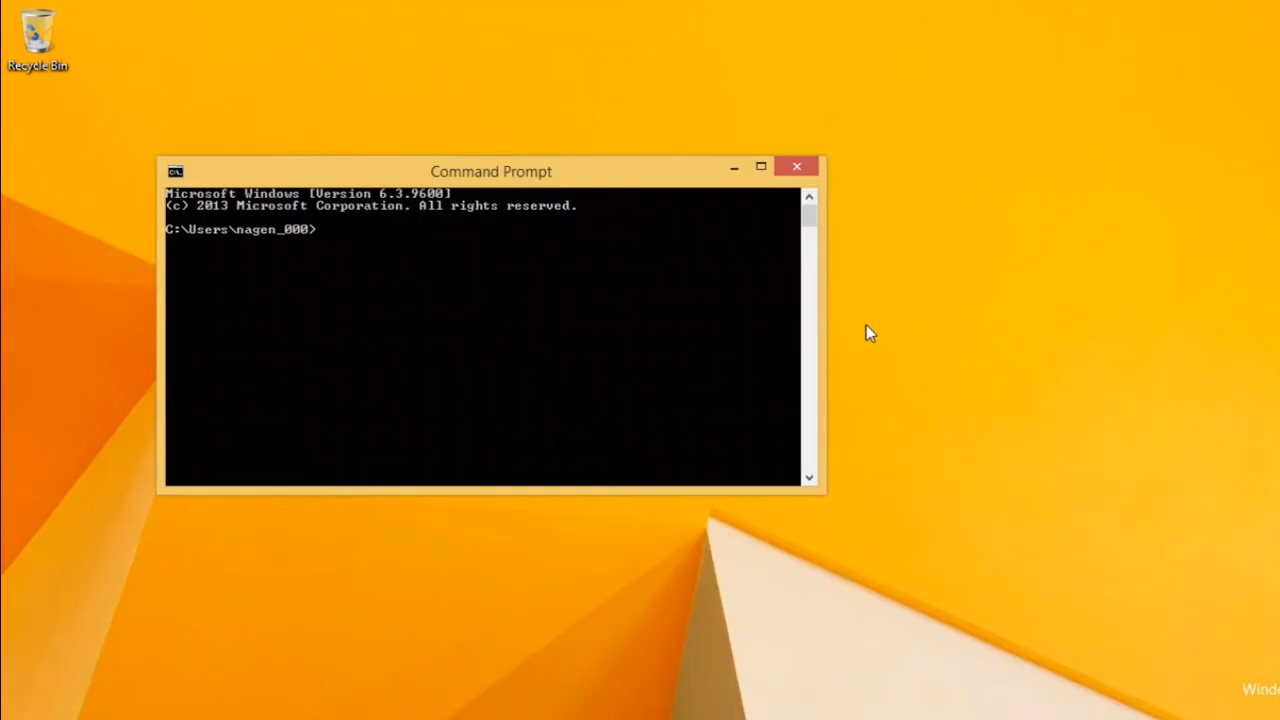 Recycle Bin
Command Prompt
Microsoft Windows [Version 6.3.9600]
(c) 2013 Microsoft Corporation. All rights reserved.
C:\Users\nagen_000>